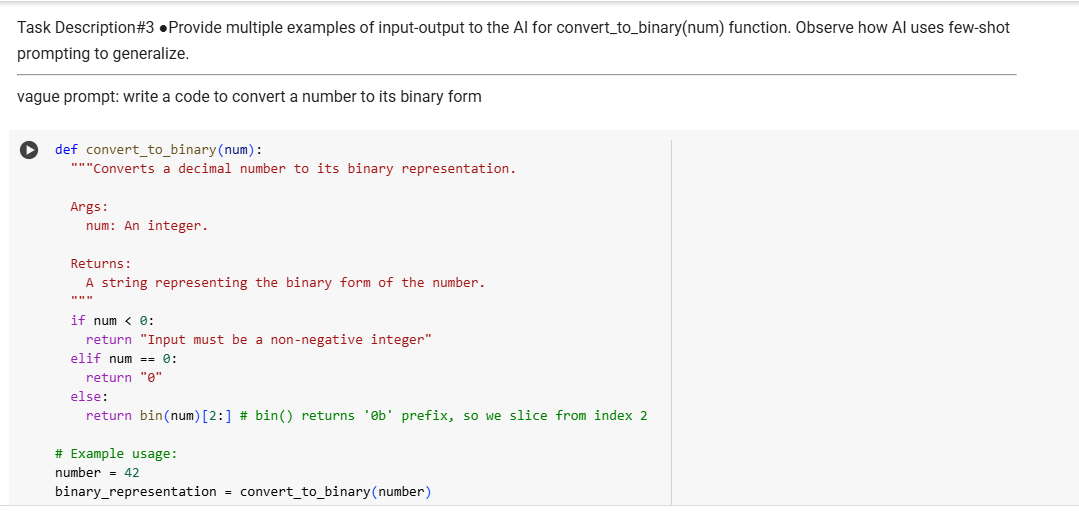 Task Description#3 ●Provide multiple examples of input-output to the AI for convert_to_binary(num) function. Observe how AI uses few-shot
prompting to generalize.
vague prompt: write a code to convert a number to its binary form
def convert_to_binary(num):
  """Converts a decimal number to its binary representation.

  Args:
    num: An integer.

  Returns:
    A string representing the binary form of the number.
  """
  if num < 0:
    return "Input must be a non-negative integer"
  elif num == 0:
    return "0"
  else:
    return bin(num)[2:] # bin() returns '0b' prefix, so we slice from index 2

# Example usage:
number = 42
binary_representation = convert_to_binary(number)